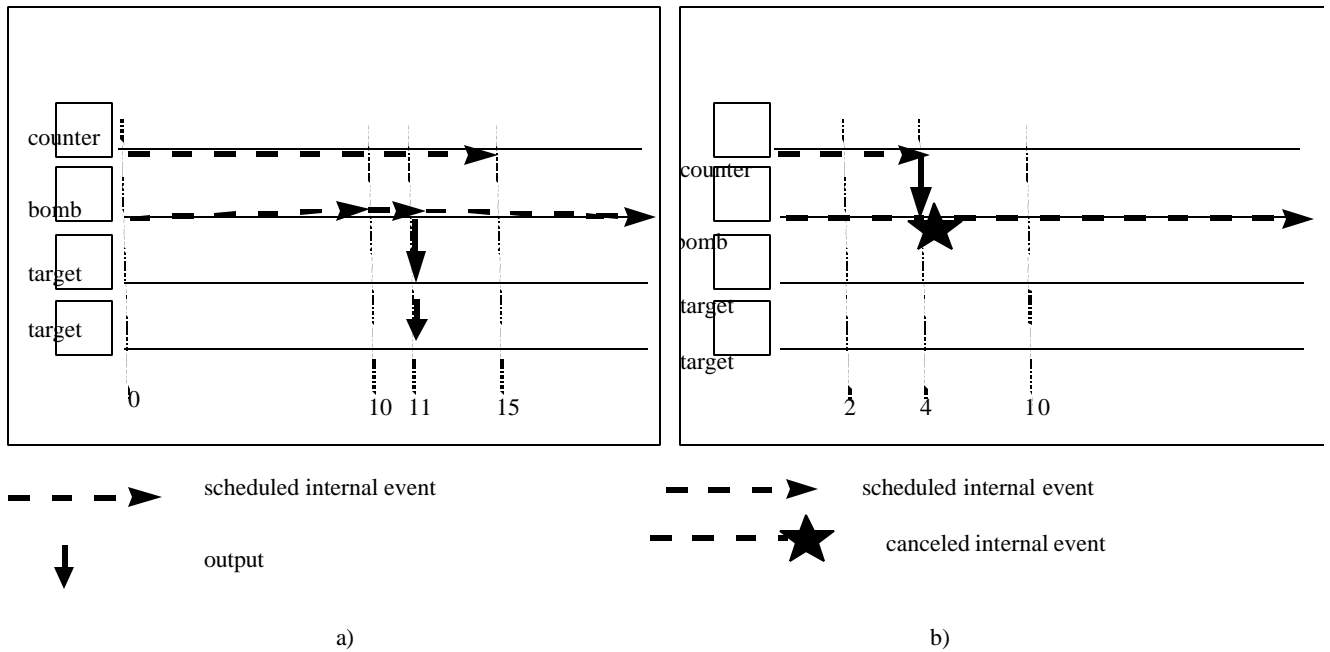 counter
bomb
target
target
0
10
11
15
counter
bomb
target
target
2
4
10
scheduled internal event
output
scheduled internal event
canceled internal event
a)
b)